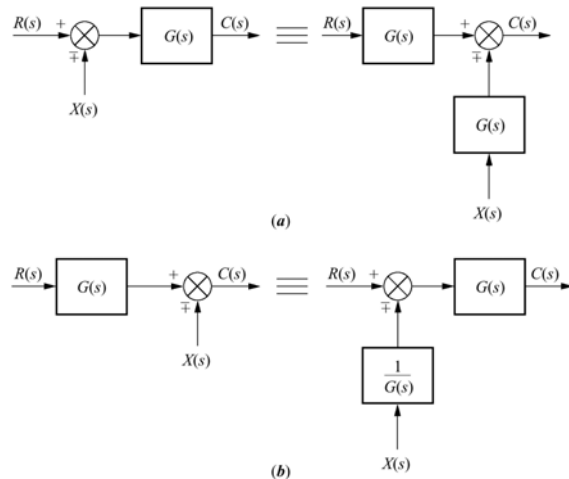 R(s) + G(s) C(s) R(s) G(s) + C(s)
∓ ∓
X(s) G(s)
X(s)
(a)
R(s) G(s) + C(s) R(s) + G(s) C(s)
∓ ∓
X(s) 1
G(s)
X(s)
(b)